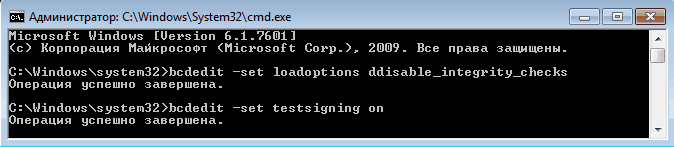 Администратор: C:\Windows\System32\cmd.exe
Microsoft Windows [Version 6.1.7601]
(c) Корпорация Майкрософт (Microsoft Corp.), 2009. Все права защищены.
C:\Windows\system32>bcdedit -set loadoptions ddisable_integrity_checks
Операция успешно завершена.
C:\Windows\system32>bcdedit -set testsigning on
Операция успешно завершена.